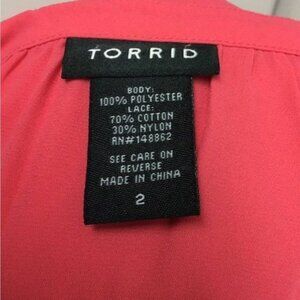 TORRID
BODY:
100% POLYESTER
LACE:
70% COTTON
30% NYLON
RN#148862
SEE CARE ON
REVERSE
MADE IN CHINA
2